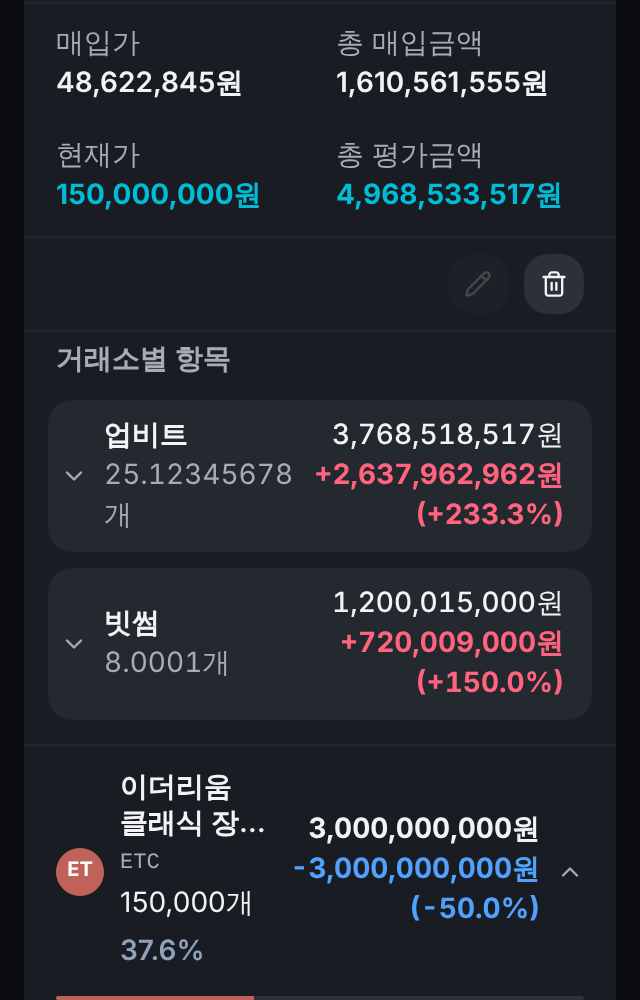 매입가
총 매입금액
48,622,845원
1,610,561,555원
현재가
총 평가금액
150,000,000원
4,968,533,517원
거래소별 항목
업비트
25.12345678
개
3,768,518,517원
+2,637,962,962원
(+233.3%)
빗썸
8.0001개
1,200,015,000원
+720,009,000원
(+150.0%)
이더리움
클래식 장...
ET
ETC
150,000개
37.6%
3,000,000,000원
-3,000,000,000원
(-50.0%)